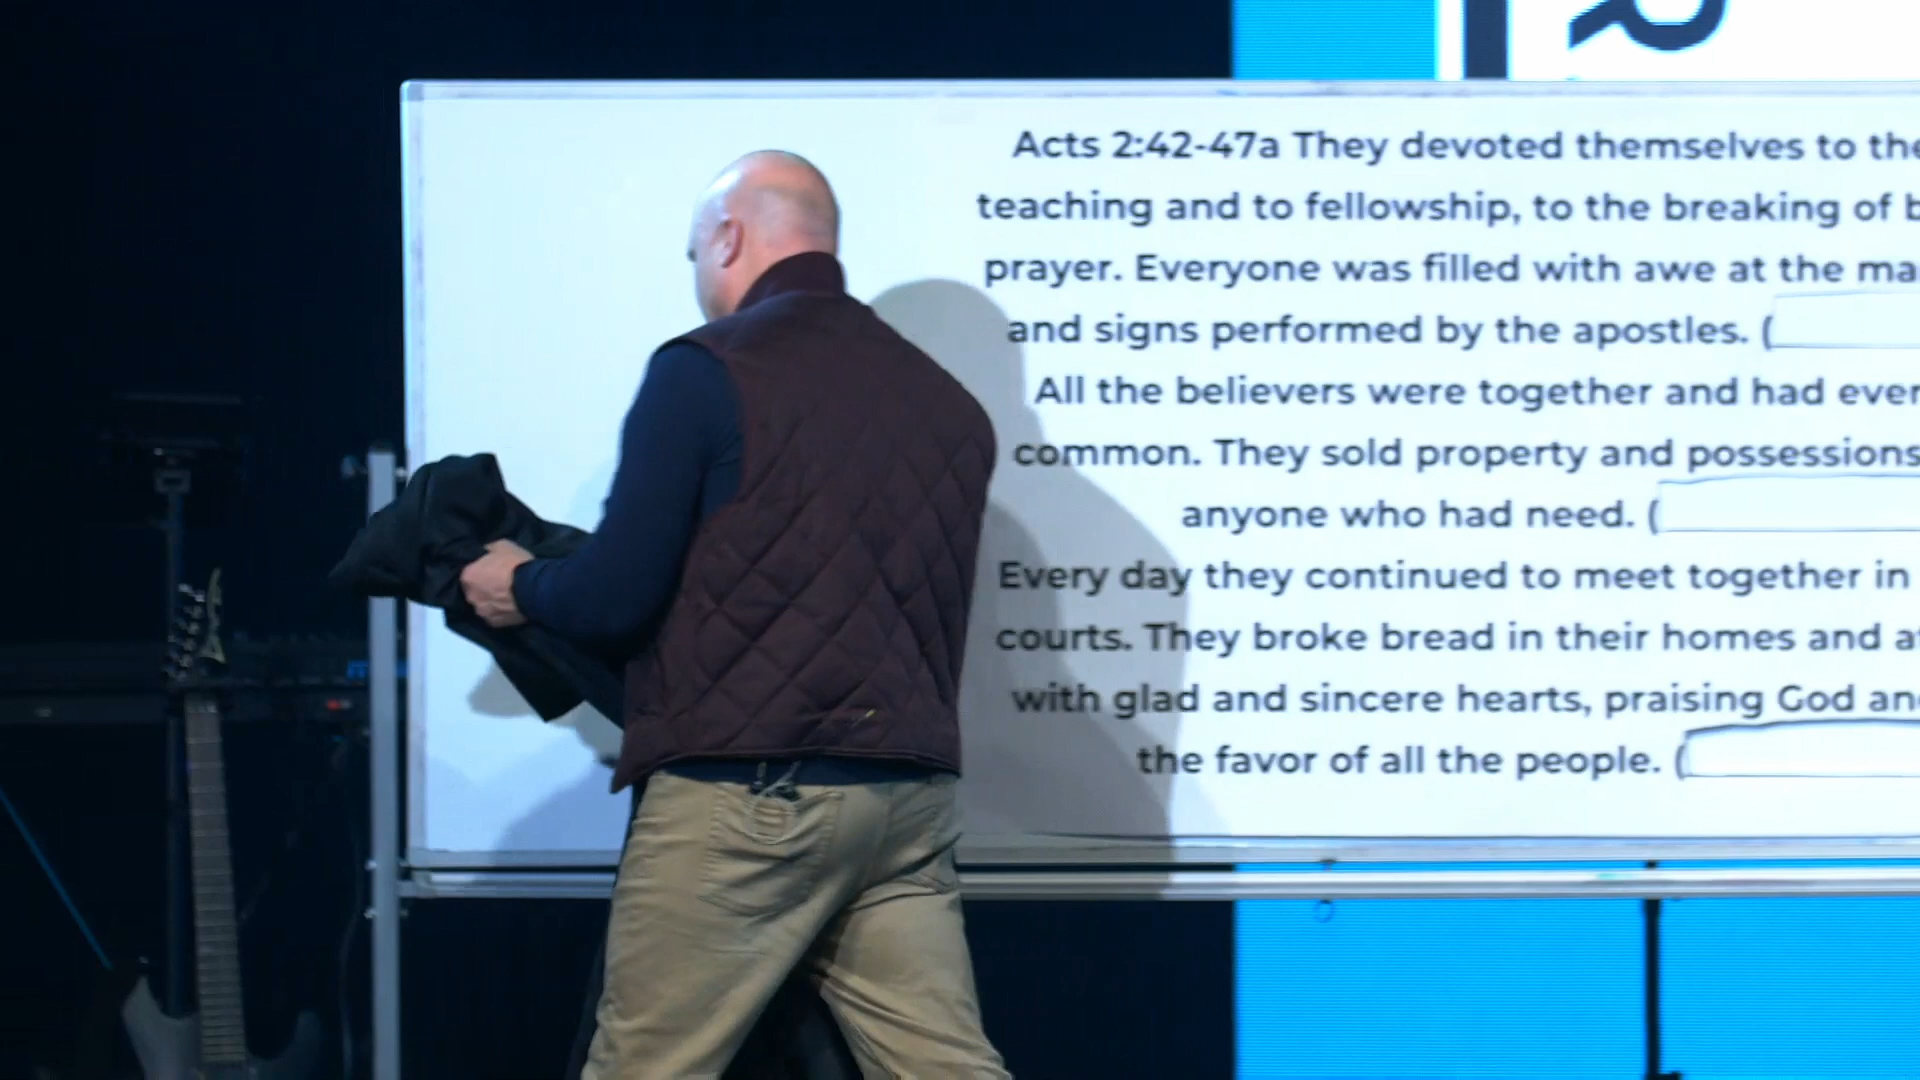 Acts 2:42-47a They devoted themselves to the
teaching and to fellowship, to the breaking of
prayer. Everyone was filled with awe at the
and signs performed by the apostles. (
All the believers were together and had
common. They sold property and possessions
anyone who had need. (
Every day they continued to meet together in
courts. They broke bread in their homes and
with glad and sincere hearts, praising God
the favor of all the people. (